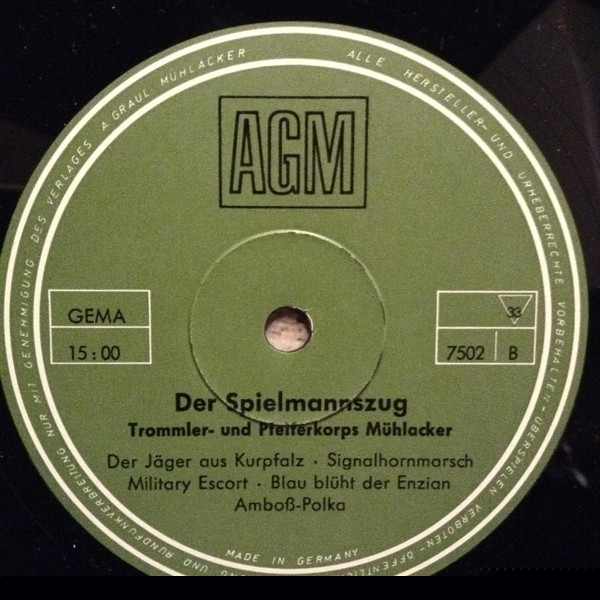 ALLE HERSTELLER- UND URHEBERRECHTE VORBEHALTEN - ÜBERSPIELEN VERBOTEN - ÖFFENTLI
UNG UND RUNDFUNKVERBREITUNG NUR MIT GENEHMIGUNG DES VERLAGES A. GRAUL MÜHLACKER
AGM
GEMA
15:00
33
7502 B
Der Spielmannszug
Trommler- und Pfeiferkorps Mühlacker
Der Jäger aus Kurpfalz · Signalhornmarsch
Military Escort · Blau blüht der Enzian
Amboß-Polka
MADE IN GERMANY